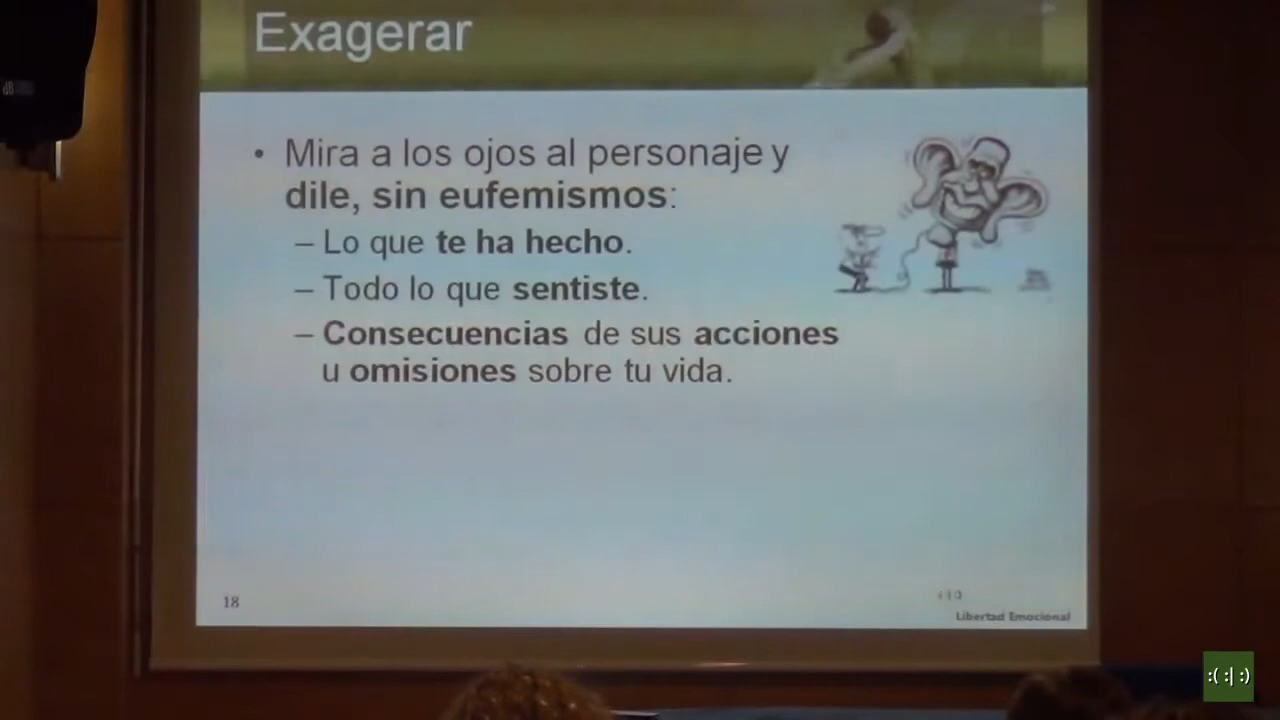 Exagerar
• Mira a los ojos al personaje y
dile, sin eufemismos:
– Lo que te ha hecho.
– Todo lo que sentiste.
– Consecuencias de sus acciones
u omisiones sobre tu vida.
18
Libertad Emocional
:( :| :)
dB